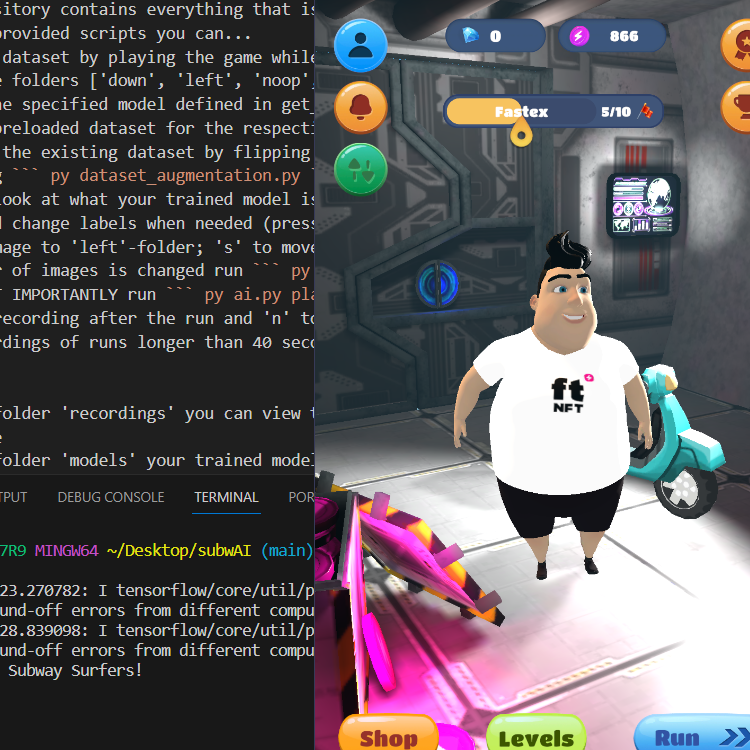 sitory contains everything that is
provided scripts you can...
dataset by playing the game while
e folders ['down', 'left', 'noop',
he specified model defined in get_
preloaded dataset for the respecti
the existing dataset by flipping
g ``` py dataset_augmentation.py `
look at what your trained model is
d change labels when needed (press
mage to 'left'-folder; 's' to move
r of images is changed run ``` py
T IMPORTANTLY run ``` py ai.py pla
recording after the run and 'n' to
rdings of runs longer than 40 seco
folder 'recordings' you can view t
e
folder 'models' your trained model
TPUT DEBUG CONSOLE TERMINAL POR
7R9 MINGW64 ~/Desktop/subwAI (main)
23.270782: I tensorflow/core/util/p
und-off errors from different compu
28.839098: I tensorflow/core/util/p
und-off errors from different compu
Subway Surfers!
0 866
Fastex 5/10
ft
NFT
Shop Levels Run